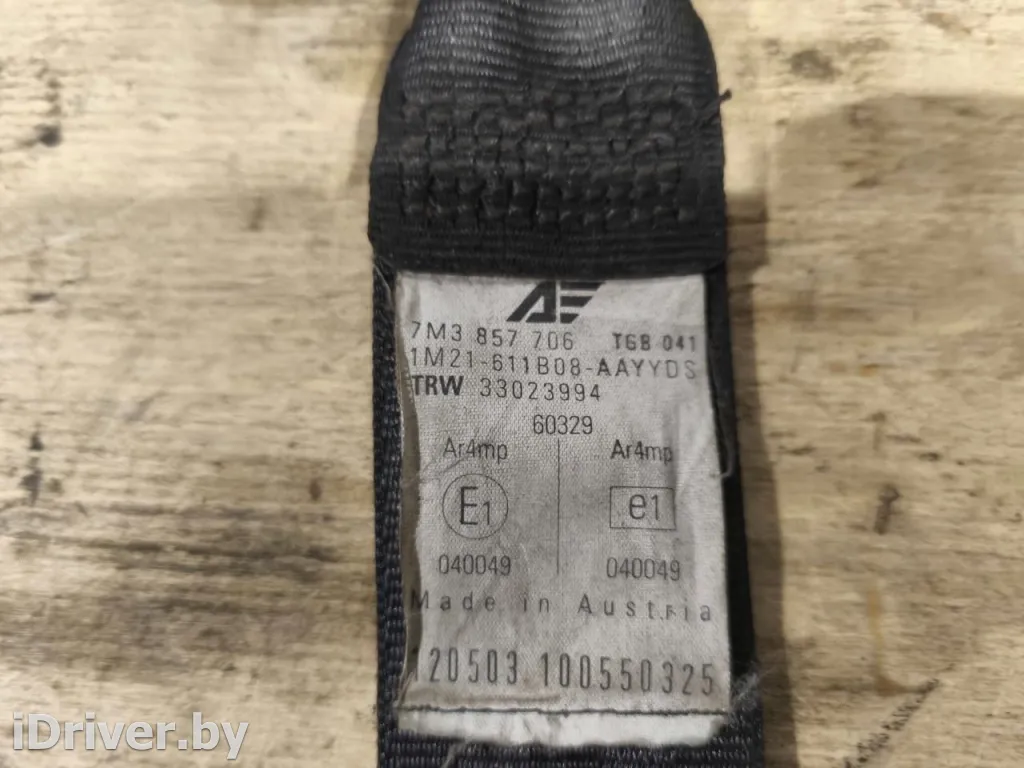 AE
7M3 857 706 TGB 041
1M21-611B08-AAYYDS
TRW 33023994
60329
Ar4mp Ar4mp
E1 e1
040049 040049
Made in Austria
120503 100550325
iDriver.by